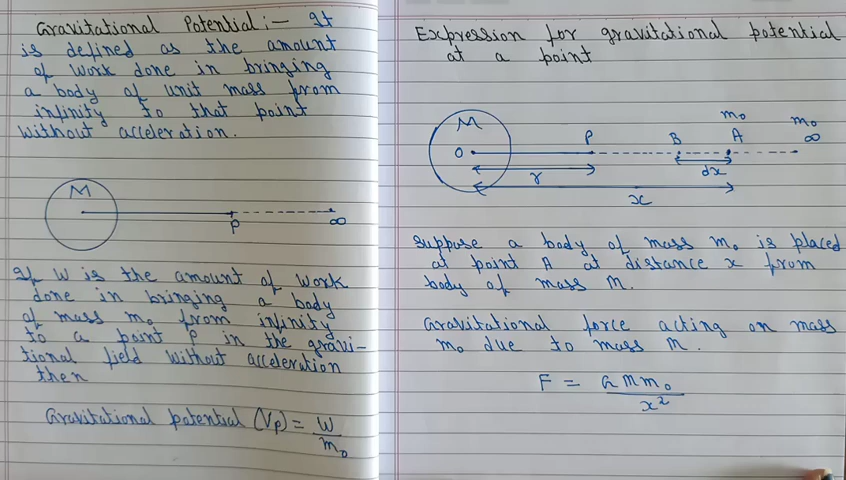 Gravitational Potential :- It
is defined as the amount
of work done in bringing
a body of unit mass from
infinity to that point
without acceleration.
M
P
∞
If W is the amount of work
done in bringing a body
of mass m₀ from infinity
to a point P in the gravi-
tional field without acceleration
then
Gravitational potential (Vp) = W/m₀
Expression for gravitational potential
at a point
M
m₀
m₀
O
P
B
A
∞
r
dx
x
Suppose a body of mass m₀ is placed
at point A at distance x from
body of mass M.
Gravitational force acting on mass
m₀ due to mass M.
F = GMm₀/x²